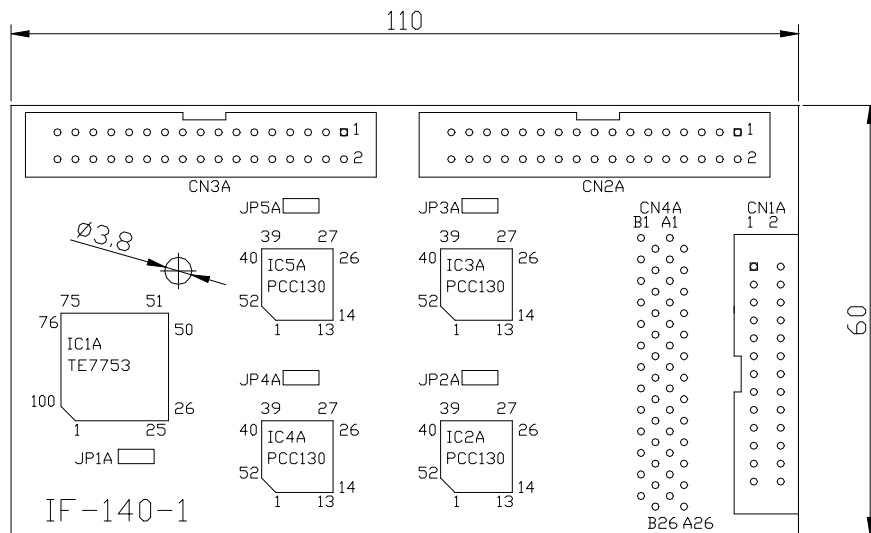 110
1
2
CN3A
1
2
CN2A
JP5A
39 27
40 26
IC5A
PCC130
52 14
1 13
JP3A
39 27
40 26
IC3A
PCC130
52 14
1 13
CN4A
B1 A1
CN1A
1 2
ø3,8
75 51
76 50
IC1A
TE7753
100 26
1 25
JP1A
JP4A
39 27
40 26
IC4A
PCC130
52 14
1 13
JP2A
39 27
40 26
IC2A
PCC130
52 14
1 13
B26 A26
60
IF-140-1